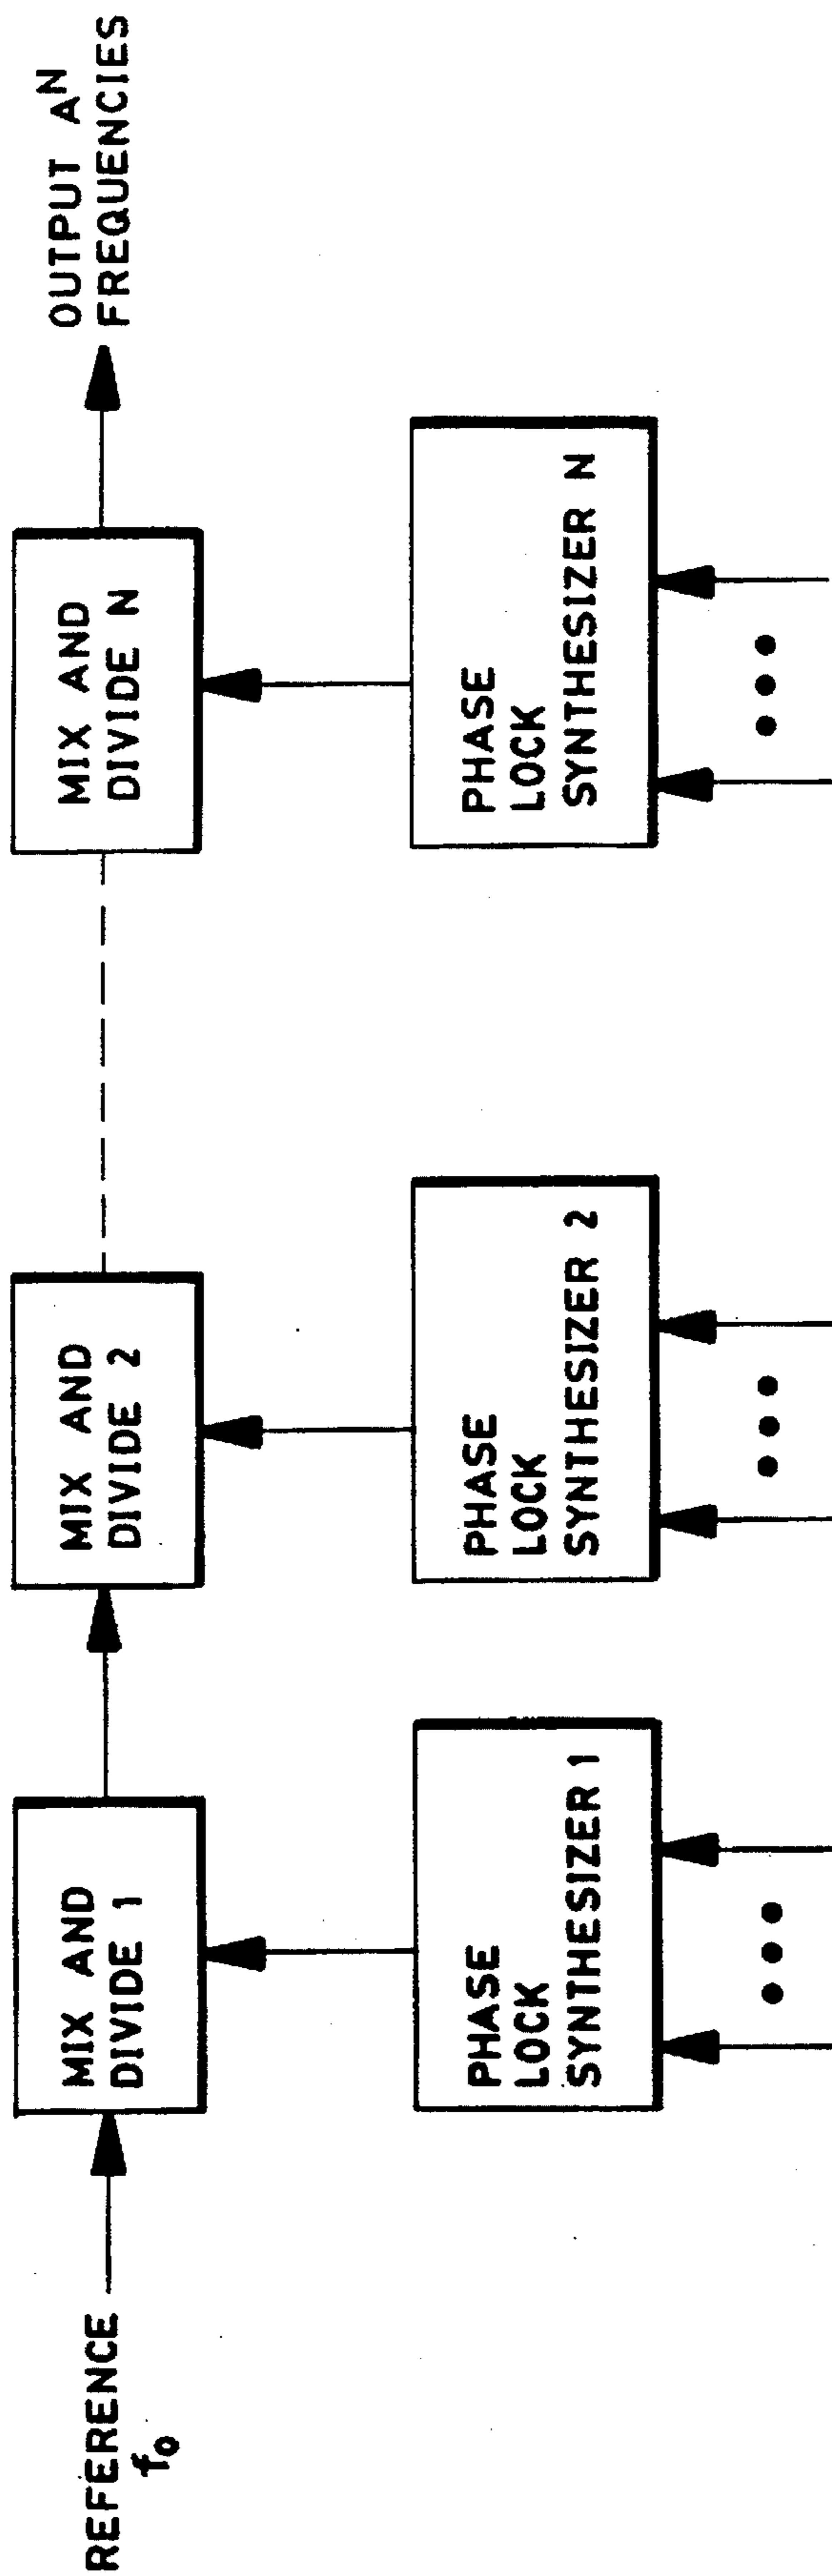 REFERENCE
f₀
MIX AND
DIVIDE 1
MIX AND
DIVIDE 2
MIX AND
DIVIDE N
OUTPUT Aᴺ
FREQUENCIES
PHASE
LOCK
SYNTHESIZER 1
PHASE
LOCK
SYNTHESIZER 2
PHASE
LOCK
SYNTHESIZER N